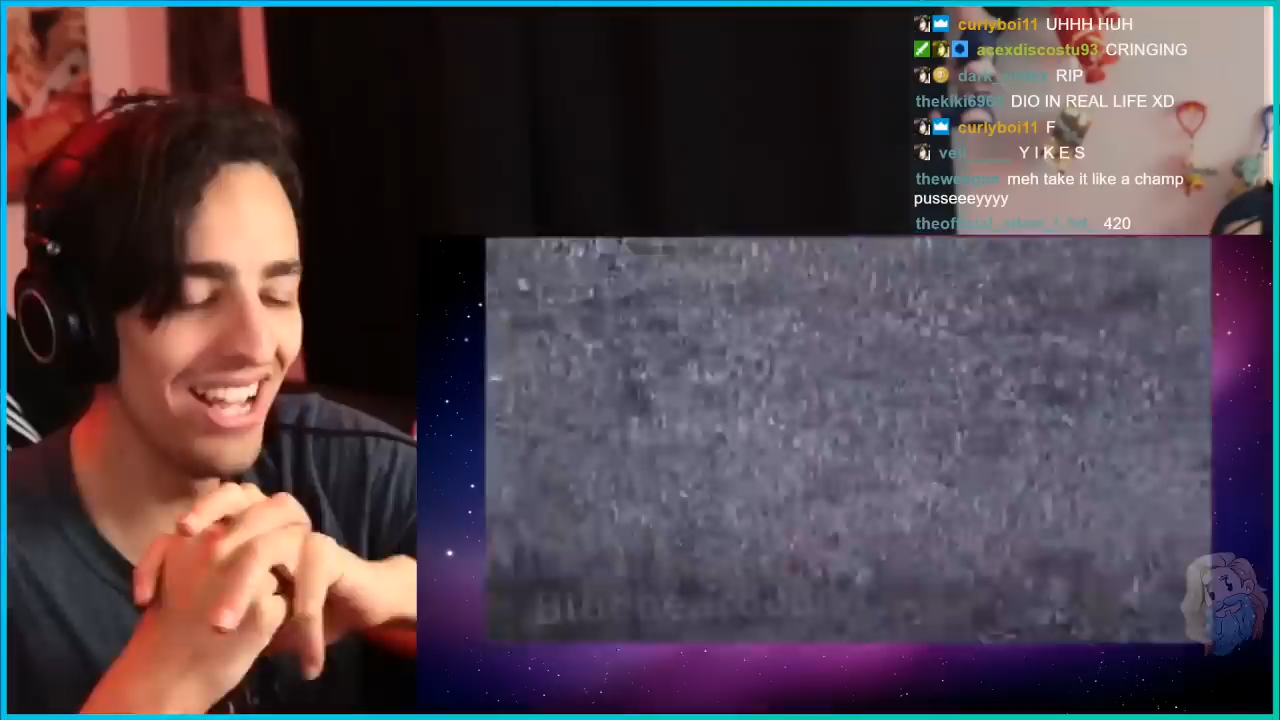 curlyboi11 UHHH HUH
acexdiscostu93 CRINGING
RIP
DIO IN REAL LIFE XD
curlyboi11 F
Y I K E S
meh take it like a champ
pusseeeyyyy
420